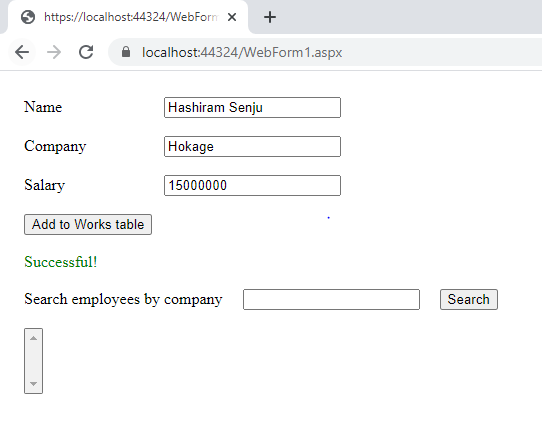 https://localhost:44324/WebForm1
localhost:44324/WebForm1.aspx
Name Hashiram Senju
Company Hokage
Salary 15000000
Add to Works table
Successful!
Search employees by company Search